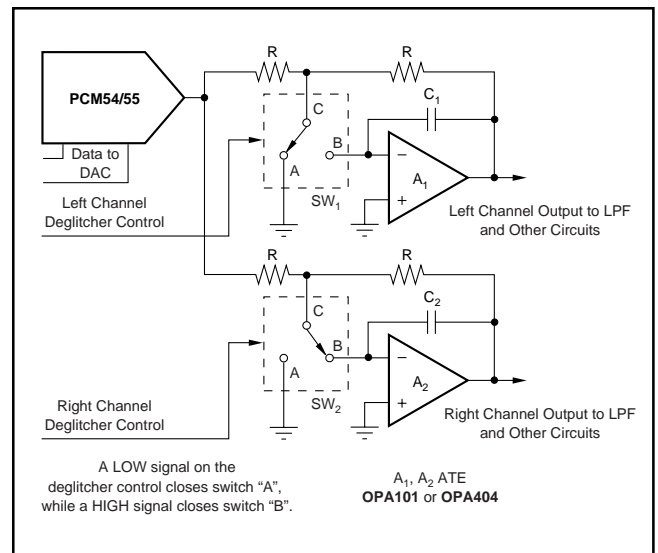 PCM54/55
Data to
DAC
R
R
C
C₁
A
B
SW₁
−
+
A₁
Left Channel
Deglitcher Control
Left Channel Output to LPF
and Other Circuits
R
R
C
C₂
A
B
SW₂
−
+
A₂
Right Channel
Deglitcher Control
Right Channel Output to LPF
and Other Circuits
A LOW signal on the
deglitcher control closes switch “A”,
while a HIGH signal closes switch “B”.
A₁, A₂ ATE
OPA101 or OPA404